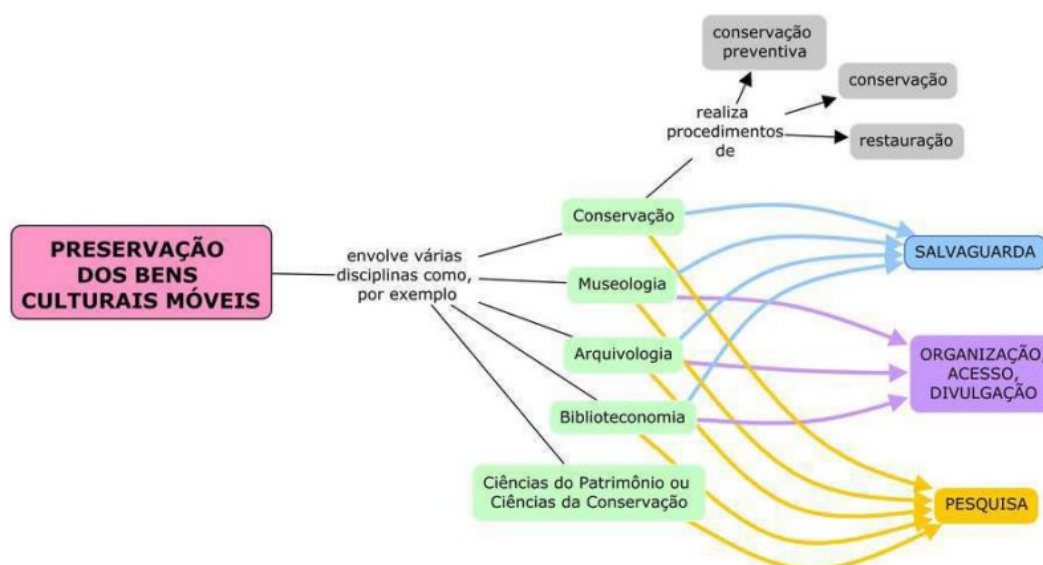 conservação
preventiva
conservação
realiza
procedimentos
de
restauração
Conservação
PRESERVAÇÃO
DOS BENS
CULTURAIS MÓVEIS
envolve várias
disciplinas como,
por exemplo
SALVAGUARDA
Museologia
Arquivologia
ORGANIZAÇÃO,
ACESSO,
DIVULGAÇÃO
Biblioteconomia
Ciências do Patrimônio ou
Ciências da Conservação
PESQUISA